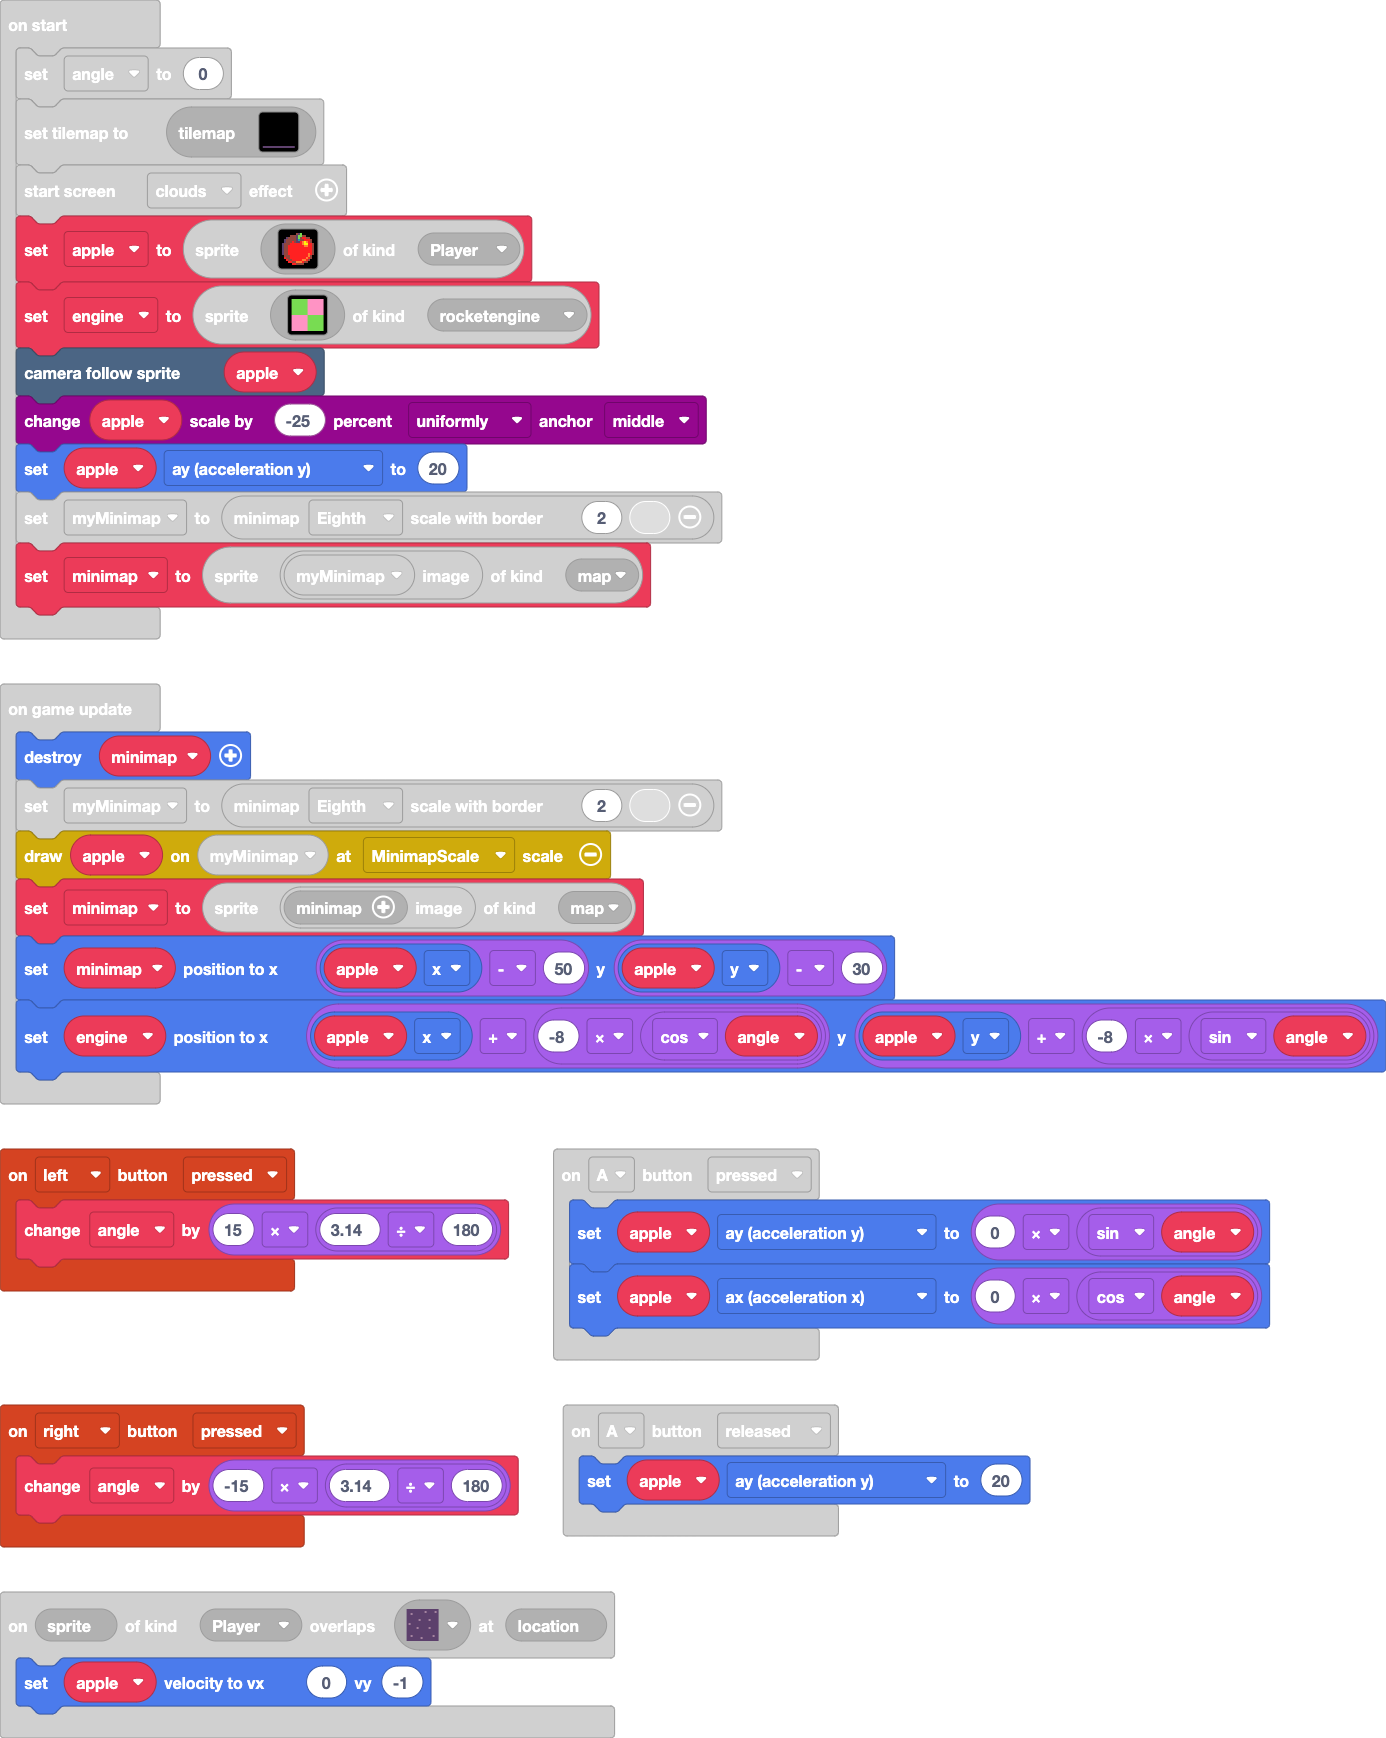 on start
set angle to 0
set tilemap to tilemap
start screen clouds effect
set apple to sprite of kind Player
set engine to sprite of kind rocketengine
camera follow sprite apple
change apple scale by -25 percent uniformly anchor middle
set apple ay (acceleration y) to 20
set myMinimap to minimap Eighth scale with border 2
set minimap to sprite myMinimap image of kind map
on game update
destroy minimap
set myMinimap to minimap Eighth scale with border 2
draw apple on myMinimap at MinimapScale scale
set minimap to sprite minimap image of kind map
set minimap position to x apple x - 50 y apple y - 30
set engine position to x apple x + -8 × cos angle y apple y + -8 × sin angle
on left button pressed
change angle by 15 × 3.14 ÷ 180
on A button pressed
set apple ay (acceleration y) to 0 × sin angle
set apple ax (acceleration x) to 0 × cos angle
on right button pressed
change angle by -15 × 3.14 ÷ 180
on A button released
set apple ay (acceleration y) to 20
on sprite of kind Player overlaps at location
set apple velocity to vx 0 vy -1